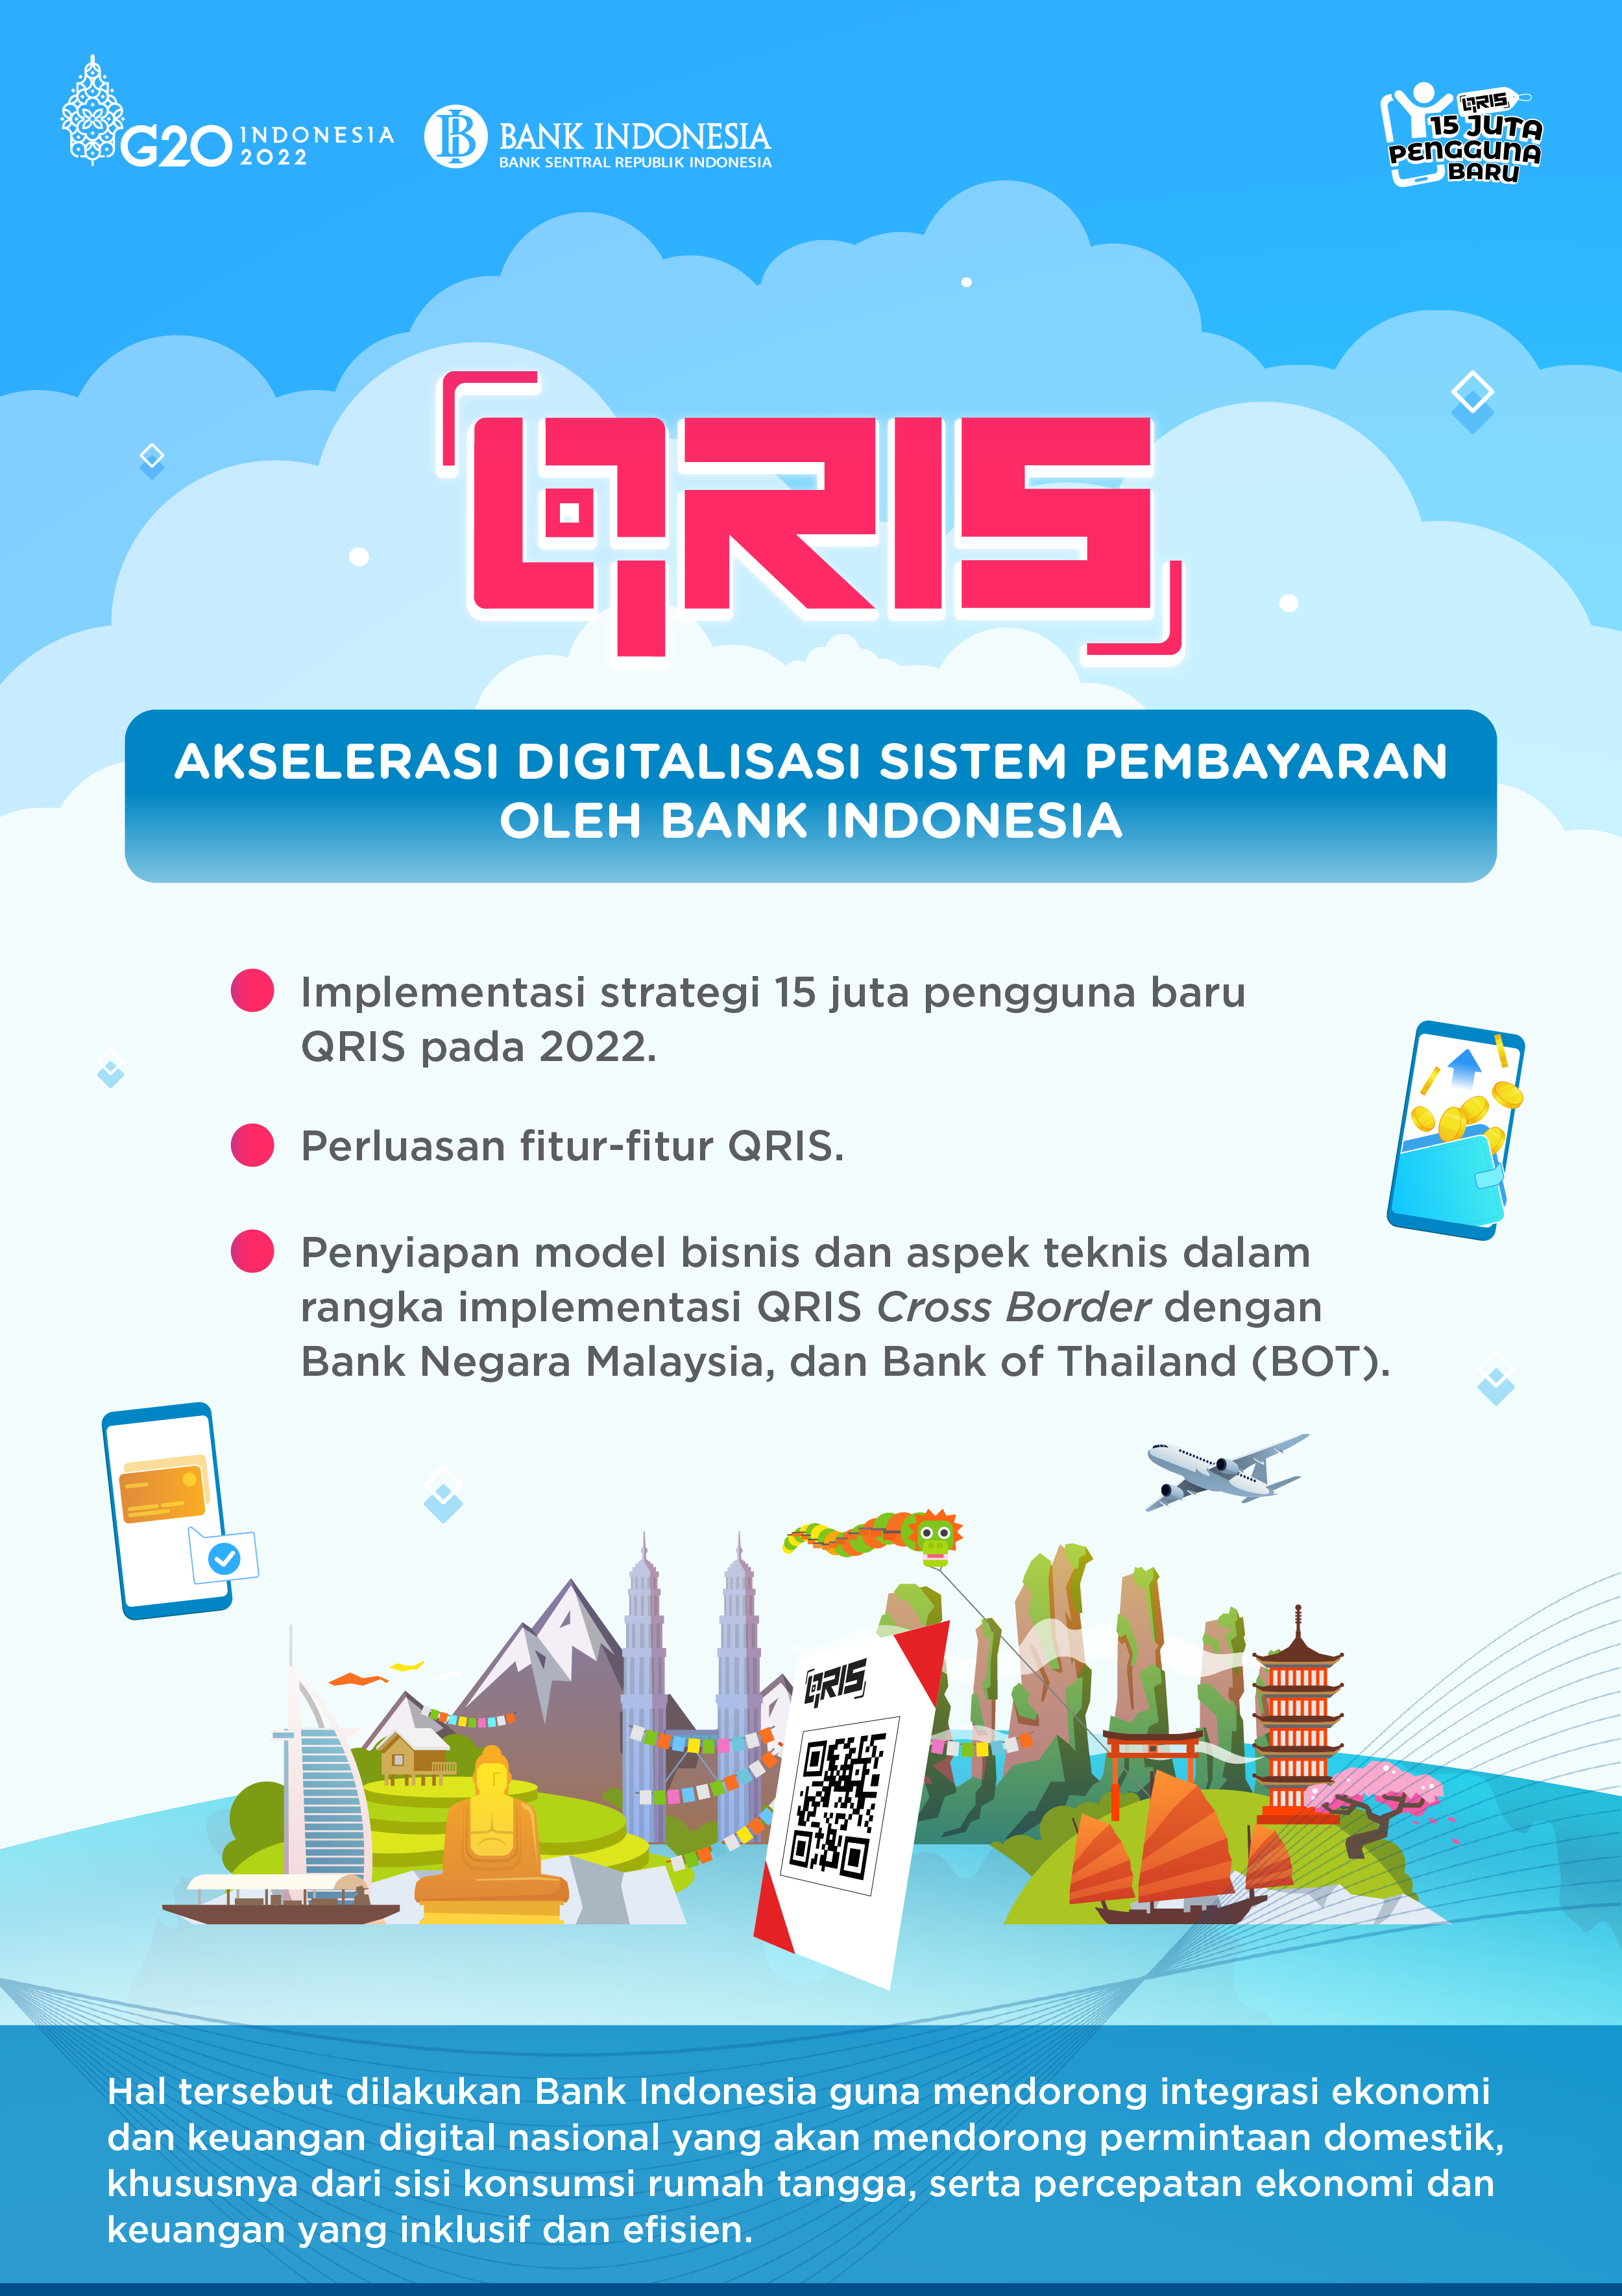 G20 INDONESIA
2022
BANK INDONESIA
BANK SENTRAL REPUBLIK INDONESIA
QRIS
15 JUTA
PENGGUNA
BARU
QRIS
AKSELERASI DIGITALISASI SISTEM PEMBAYARAN
OLEH BANK INDONESIA
Implementasi strategi 15 juta pengguna baru
QRIS pada 2022.
Perluasan fitur-fitur QRIS.
Penyiapan model bisnis dan aspek teknis dalam
rangka implementasi QRIS Cross Border dengan
Bank Negara Malaysia, dan Bank of Thailand (BOT).
QRIS
Hal tersebut dilakukan Bank Indonesia guna mendorong integrasi ekonomi
dan keuangan digital nasional yang akan mendorong permintaan domestik,
khususnya dari sisi konsumsi rumah tangga, serta percepatan ekonomi dan
keuangan yang inklusif dan efisien.